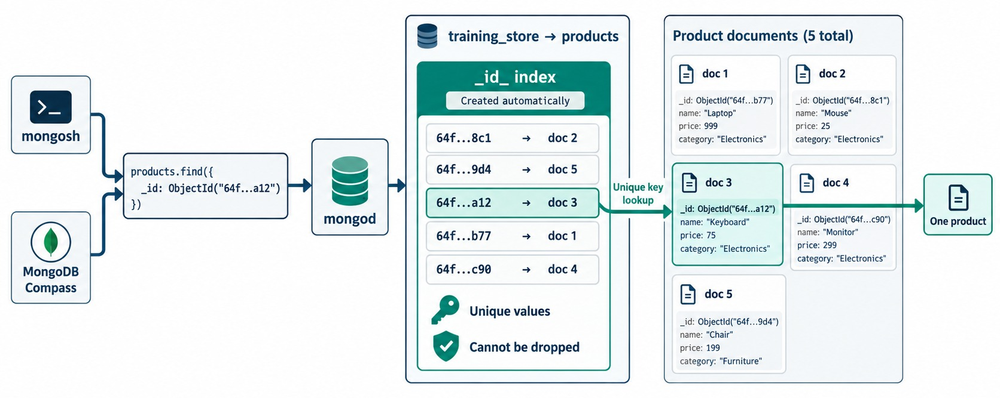 >_
mongosh
MongoDB
Compass
products.find({
_id: ObjectId("64f...a12")
})
mongod
training_store → products
_id_ index
Created automatically
64f...8c1 → doc 2
64f...9d4 → doc 5
64f...a12 → doc 3
64f...b77 → doc 1
64f...c90 → doc 4
Unique values
Cannot be dropped
Unique key
lookup
Product documents (5 total)
doc 1
_id: ObjectId("64f...b77")
name: "Laptop"
price: 999
category: "Electronics"
doc 2
_id: ObjectId("64f...8c1")
name: "Mouse"
price: 25
category: "Electronics"
doc 3
_id: ObjectId("64f...a12")
name: "Keyboard"
price: 75
category: "Electronics"
doc 4
_id: ObjectId("64f...c90")
name: "Monitor"
price: 299
category: "Electronics"
doc 5
_id: ObjectId("64f...9d4")
name: "Chair"
price: 199
category: "Furniture"
One product